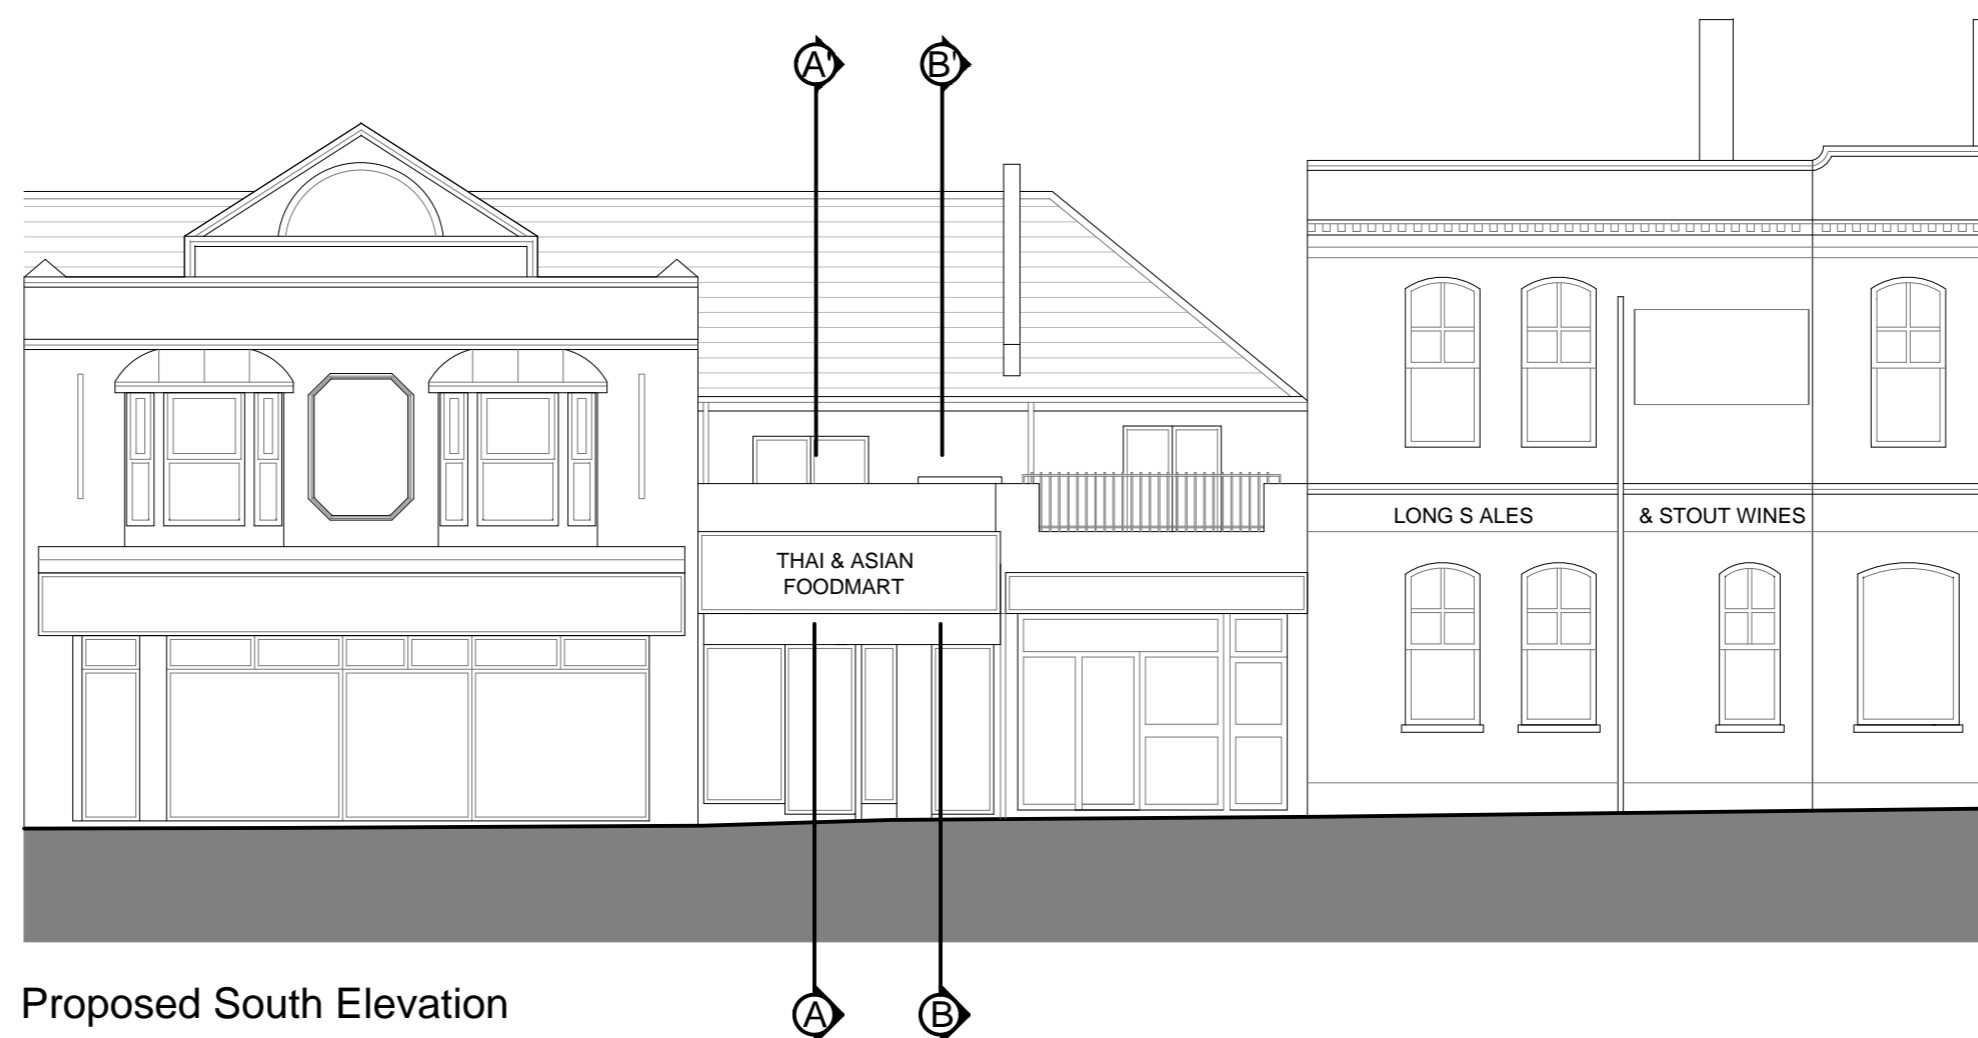 A' B'
LONG S ALES & STOUT WINES
THAI & ASIAN
FOODMART
Proposed South Elevation
A B